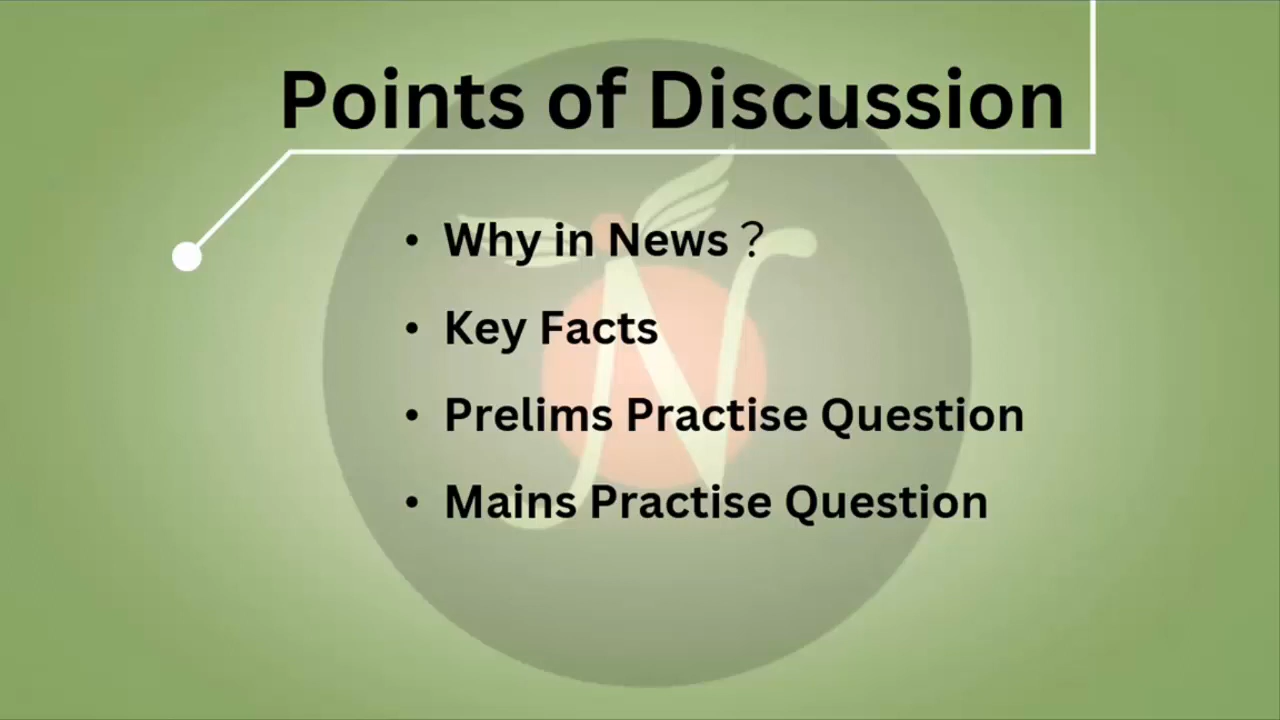 Points of Discussion
• Why in News ?
• Key Facts
• Prelims Practise Question
• Mains Practise Question
N